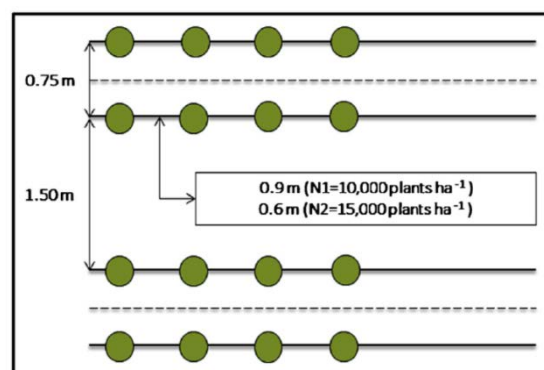 0.75 m
1.50 m
0.9 m (N1=10,000 plants ha⁻¹)
0.6 m (N2=15,000 plants ha⁻¹)